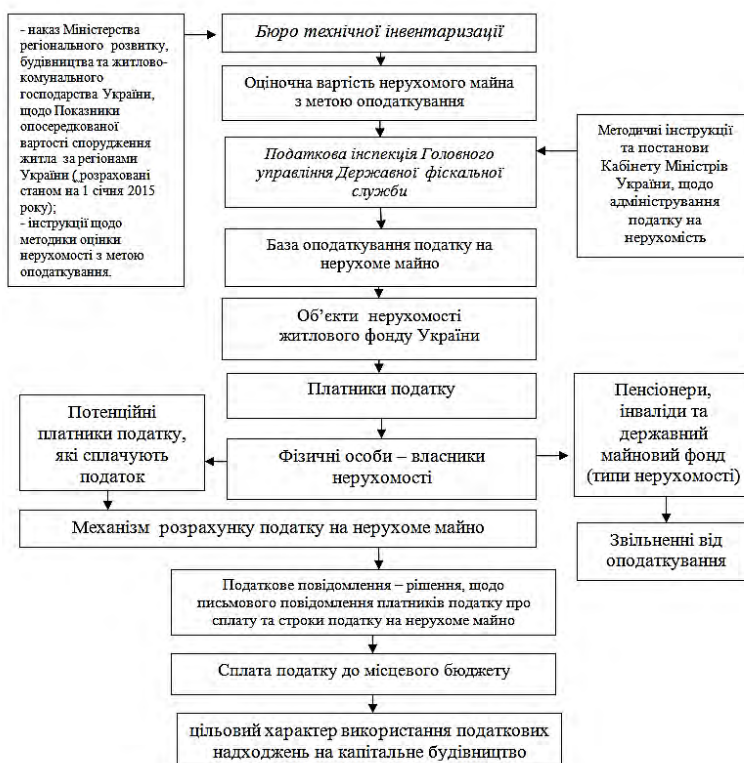 - наказ Міністерства
регіонального розвитку,
будівництва та житлово-
комунального
господарства України,
щодо Показники
опосередкованої
вартості спорудження
житла за регіонами
України (,розраховані
станом на 1 січня 2015
року);
- інструкції щодо
методики оцінки
нерухомості з метою
оподаткування.
Бюро технічної інвентаризації
Оціночна вартість нерухомого майна
з метою оподаткування
Податкова інспекція Головного
управління Державної фіскальної
служби
Методичні інструкції
та постанови
Кабінету Міністрів
України, щодо
адміністрування
податку на
нерухомість
База оподаткування податку на
нерухоме майно
Об’єкти нерухомості
житлового фонду України
Платники податку
Потенційні
платники податку,
які сплачують
податок
Фізичні особи – власники
нерухомості
Пенсіонери,
інваліди та
державний
майновий фонд
(типи нерухомості)
Механізм розрахунку податку на нерухоме майно
Звільненні від
оподаткування
Податкове повідомлення – рішення, щодо
письмового повідомлення платників податку про
сплату та строки податку на нерухоме майно
Сплата податку до місцевого бюджету
цільовий характер використання податкових
надходжень на капітальне будівництво